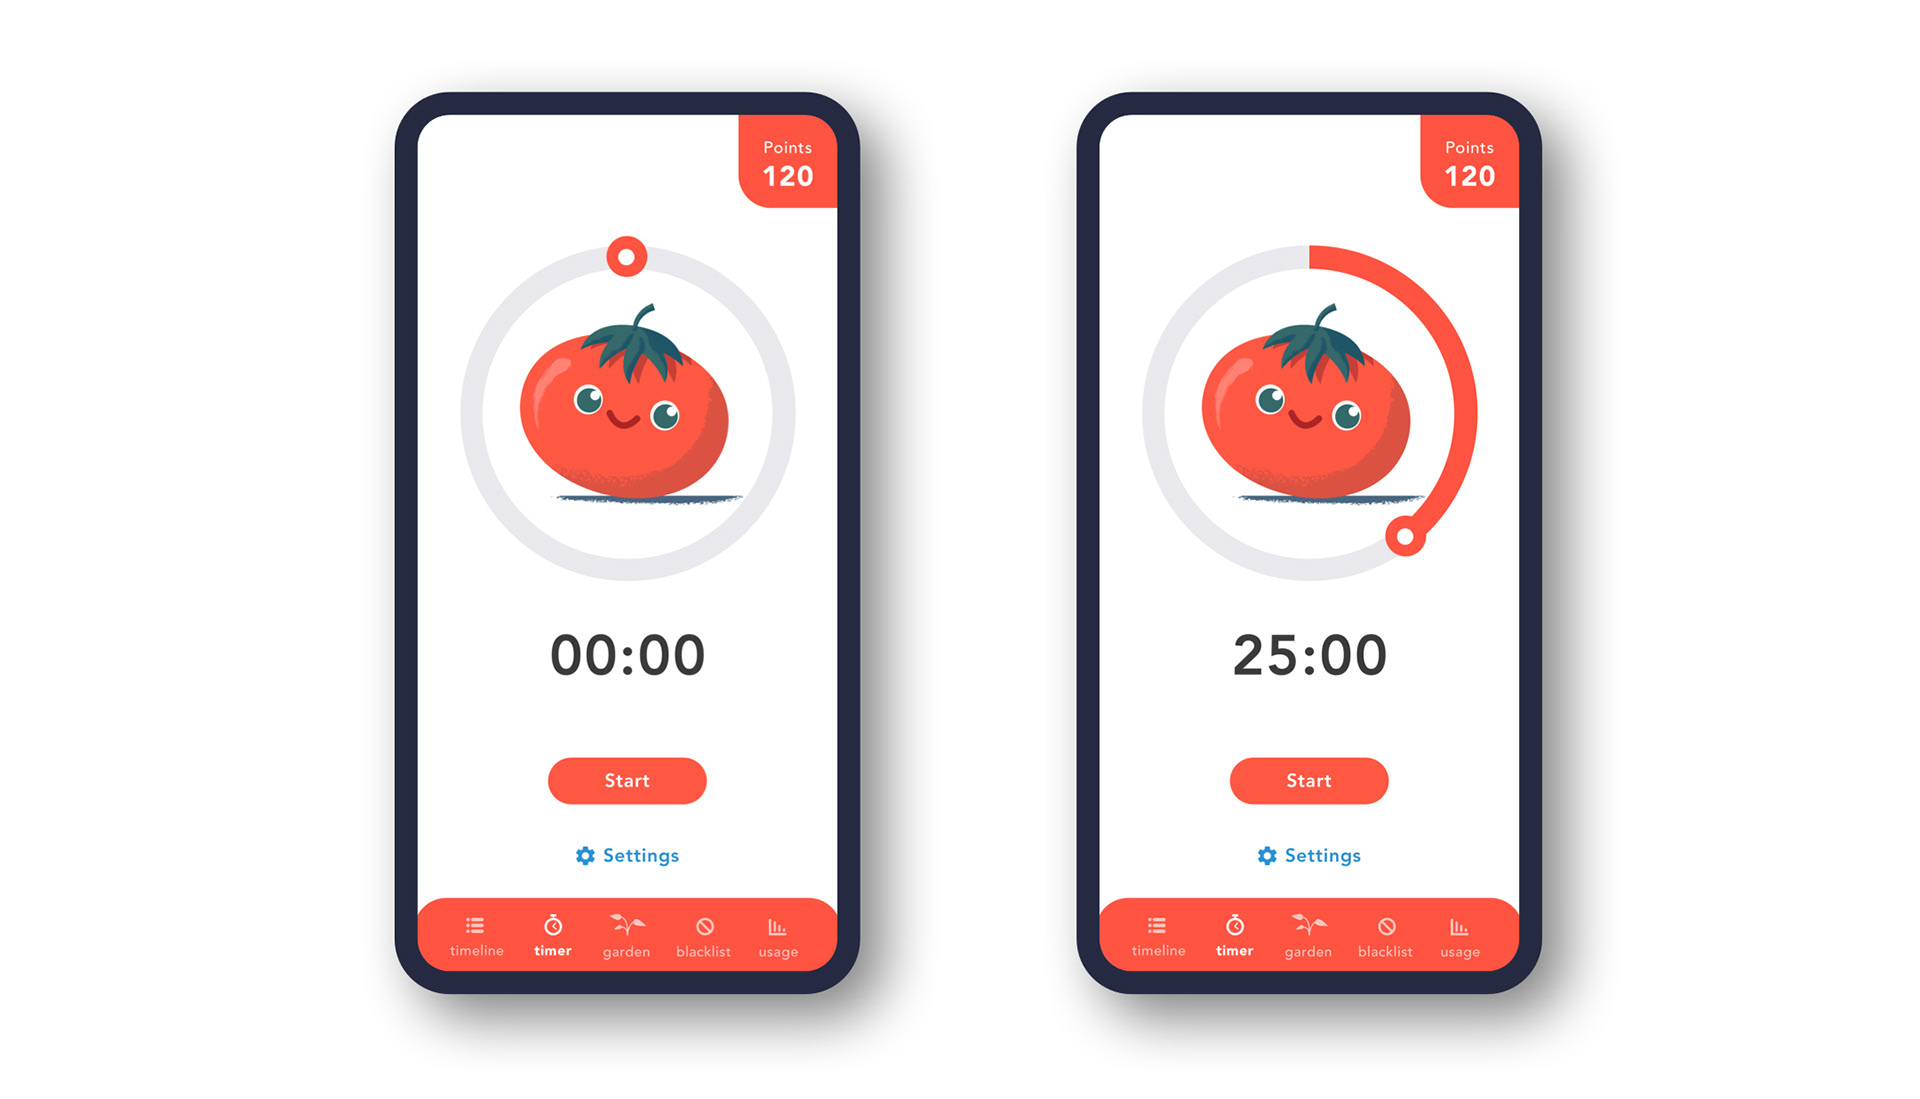 Points
120
00:00
Start
Settings
timeline
timer
garden
blacklist
usage
Points
120
25:00
Start
Settings
timeline
timer
garden
blacklist
usage